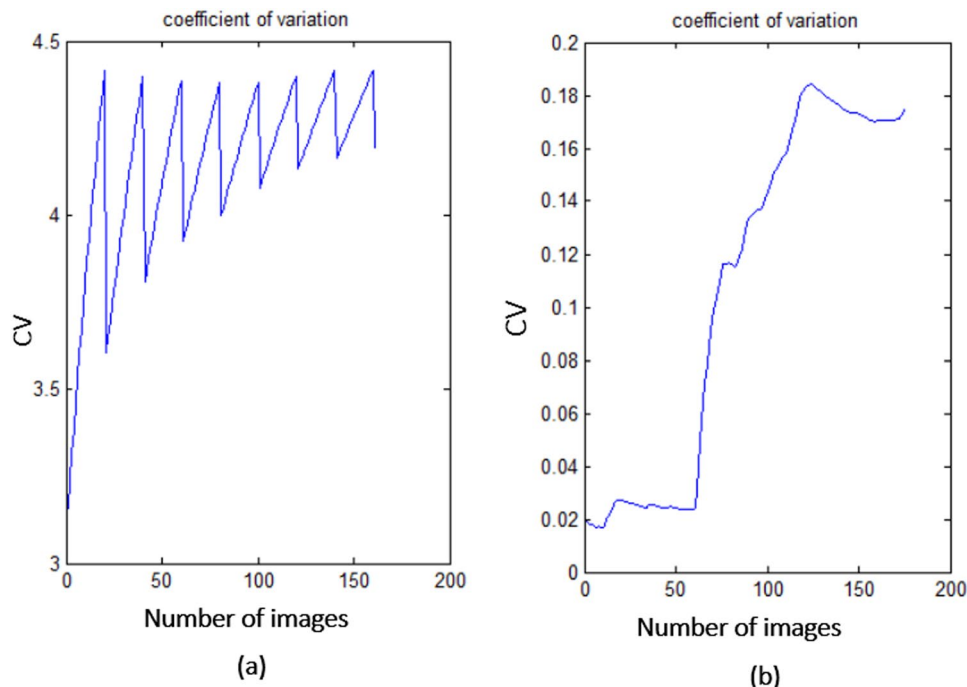 coefficient of variation
4.5
4
3.5
3
CV
0 50 100 150 200
Number of images
(a)
coefficient of variation
0.2
0.18
0.16
0.14
0.12
0.1
0.08
0.06
0.04
0.02
0
CV
0 50 100 150 200
Number of images
(b)